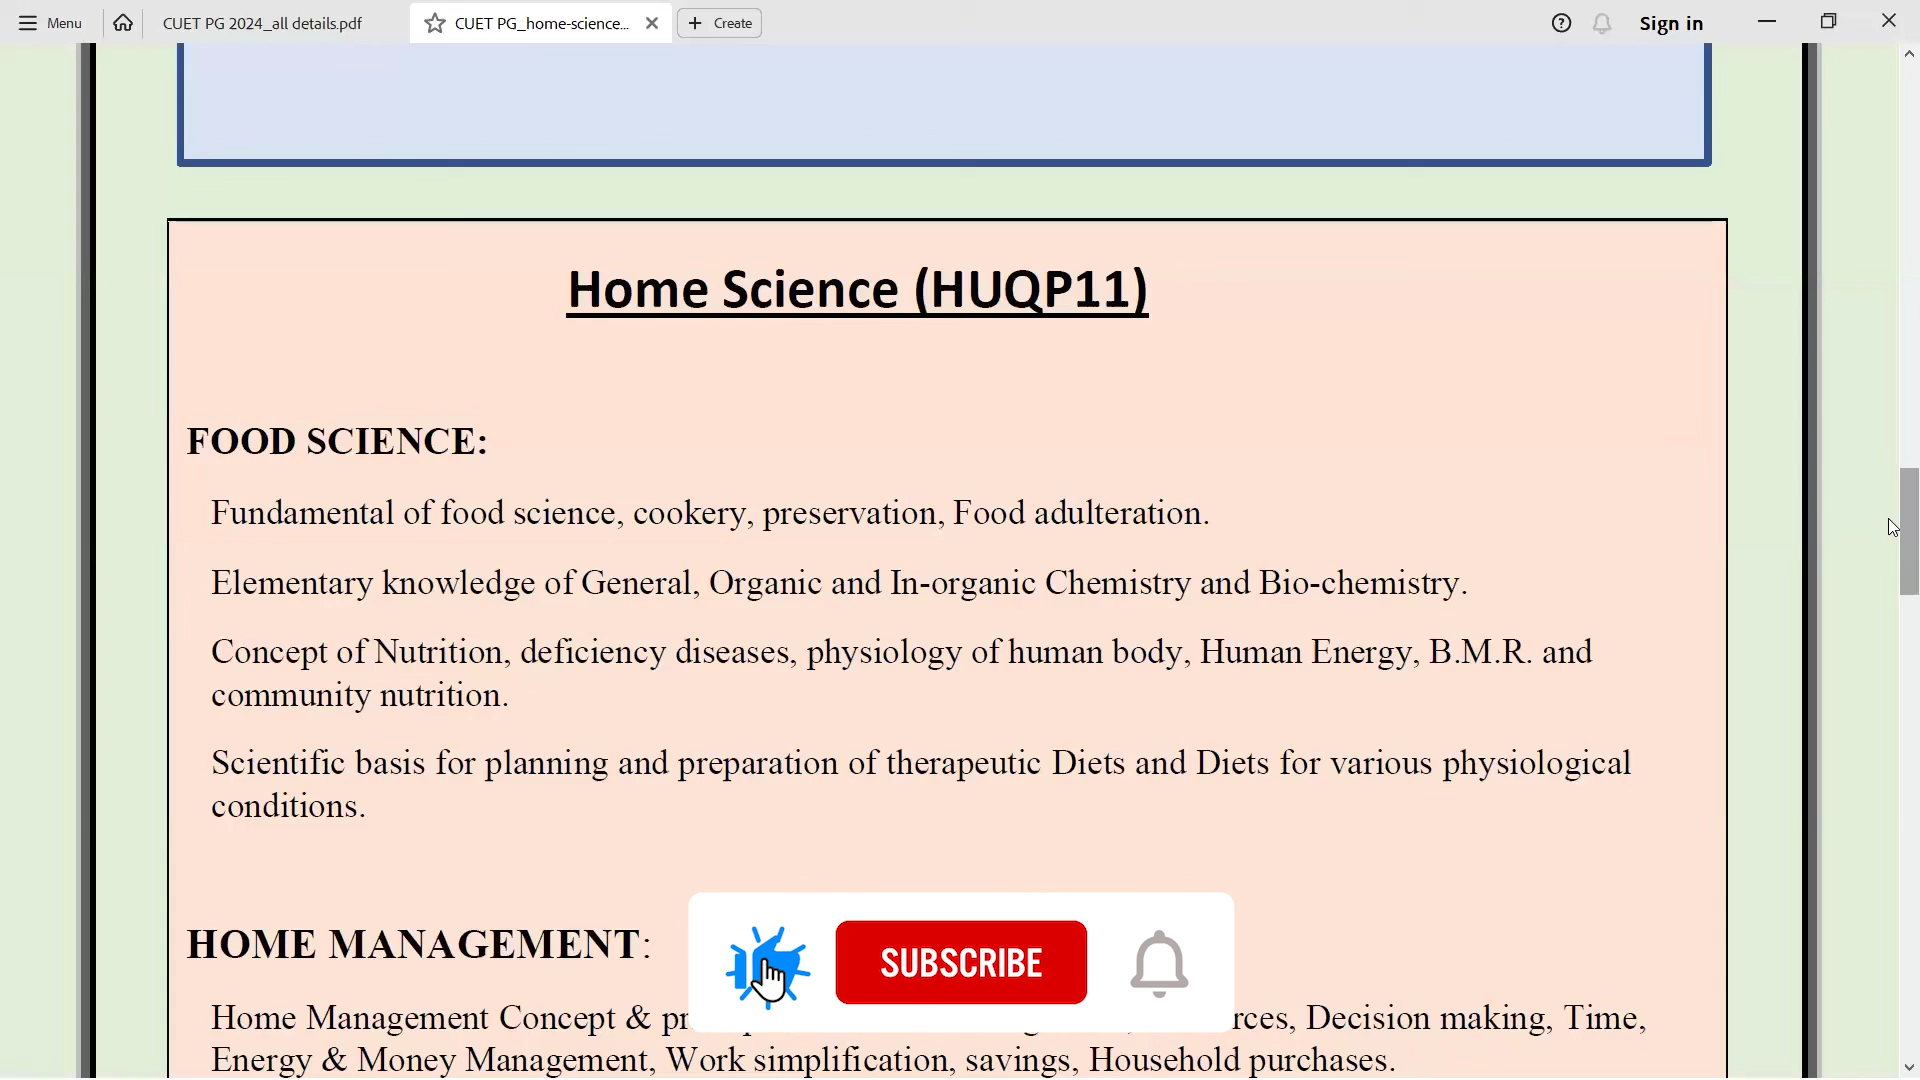 Menu
CUET PG 2024_all details.pdf
CUET PG_home-science...
Create
Sign in
Home Science (HUQP11)
FOOD SCIENCE:
Fundamental of food science, cookery, preservation, Food adulteration.
Elementary knowledge of General, Organic and In-organic Chemistry and Bio-chemistry.
Concept of Nutrition, deficiency diseases, physiology of human body, Human Energy, B.M.R. and
community nutrition.
Scientific basis for planning and preparation of therapeutic Diets and Diets for various physiological
conditions.
HOME MANAGEMENT:
SUBSCRIBE
Home Management Concept & Decision making, Time,
Energy & Money Management, Work simplification, savings, Household purchases.